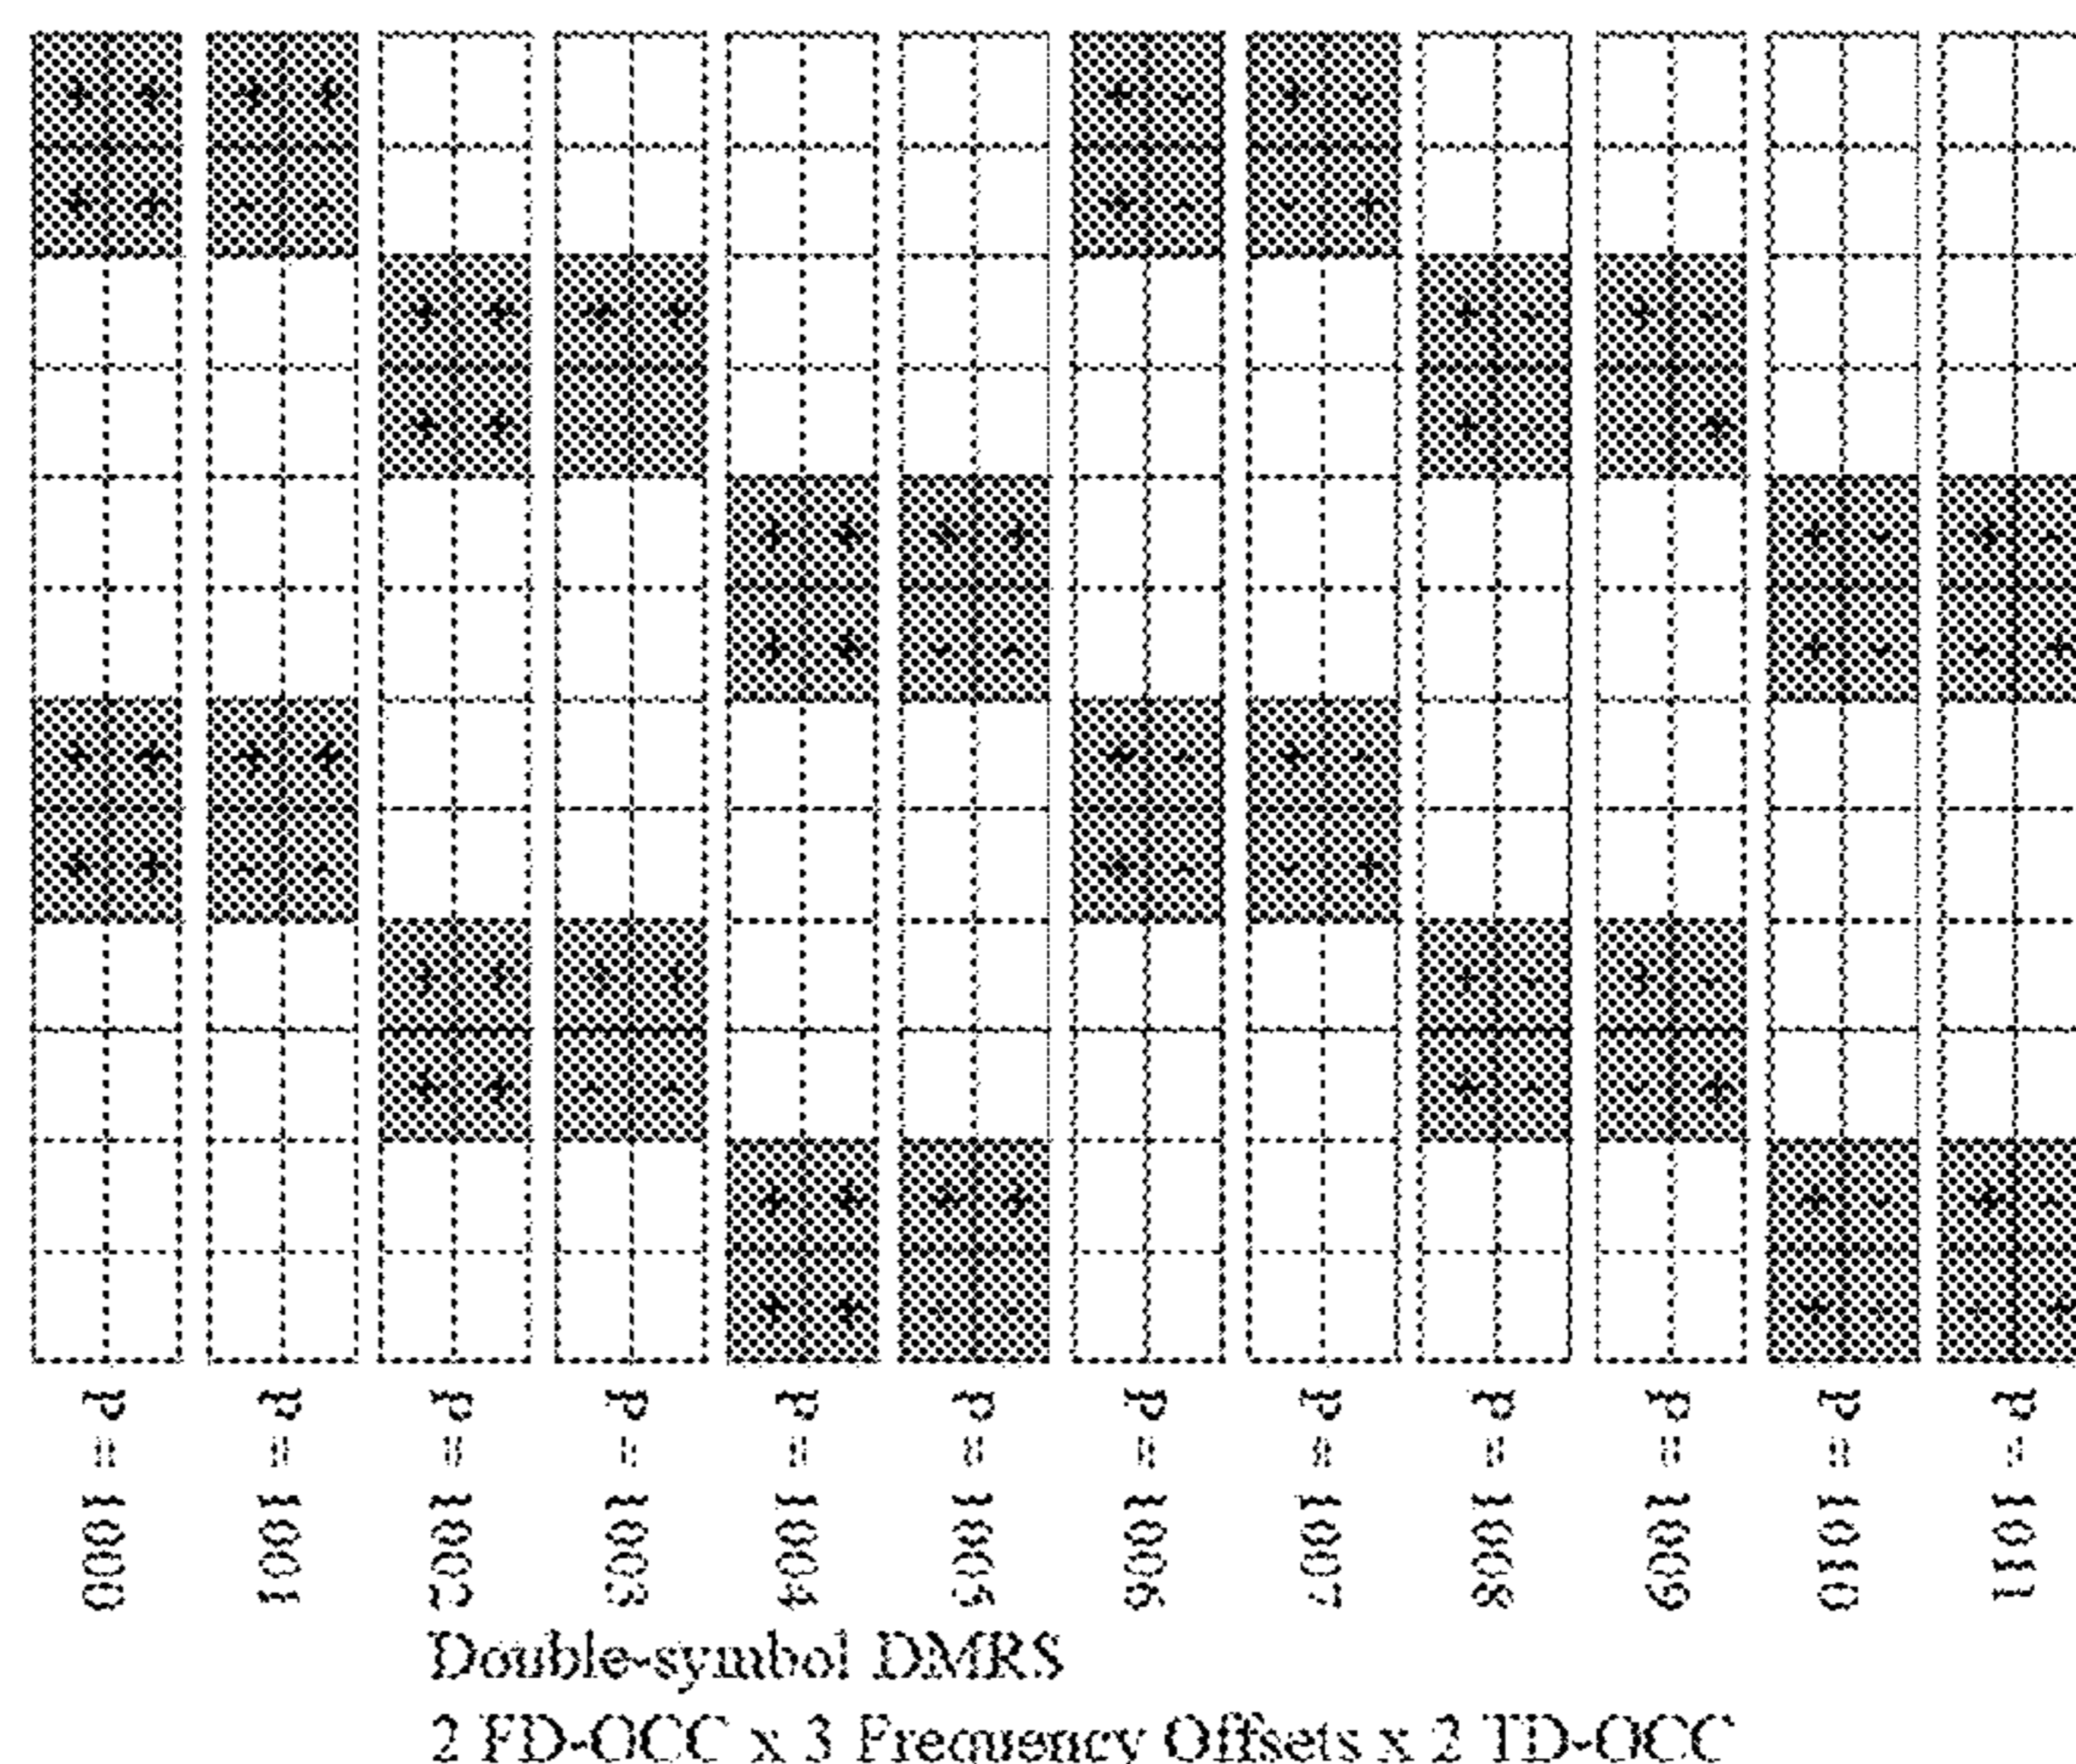 p = 1000
p = 1001
p = 1002
p = 1003
p = 1004
p = 1005
p = 1006
p = 1007
p = 1008
p = 1009
p = 1010
p = 1011
Double-symbol DMRS
2 FD-OCC x 3 Frequency Offsets x 2 TD-OCC